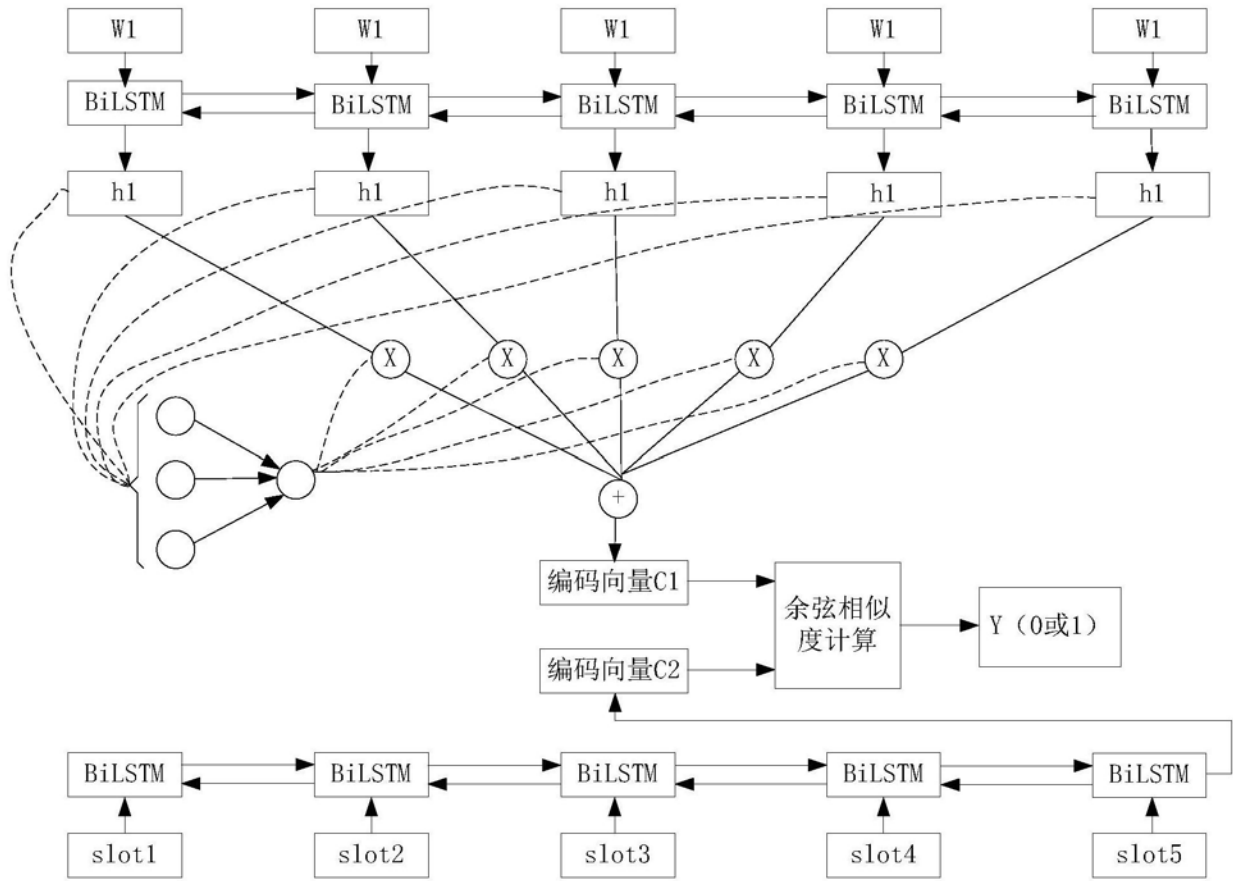 W1 W1 W1 W1 W1
BiLSTM BiLSTM BiLSTM BiLSTM BiLSTM
h1 h1 h1 h1 h1
X X X X X
+
编码向量C1
余弦相似
度计算
Y（0或1）
编码向量C2
BiLSTM BiLSTM BiLSTM BiLSTM BiLSTM
slot1 slot2 slot3 slot4 slot5